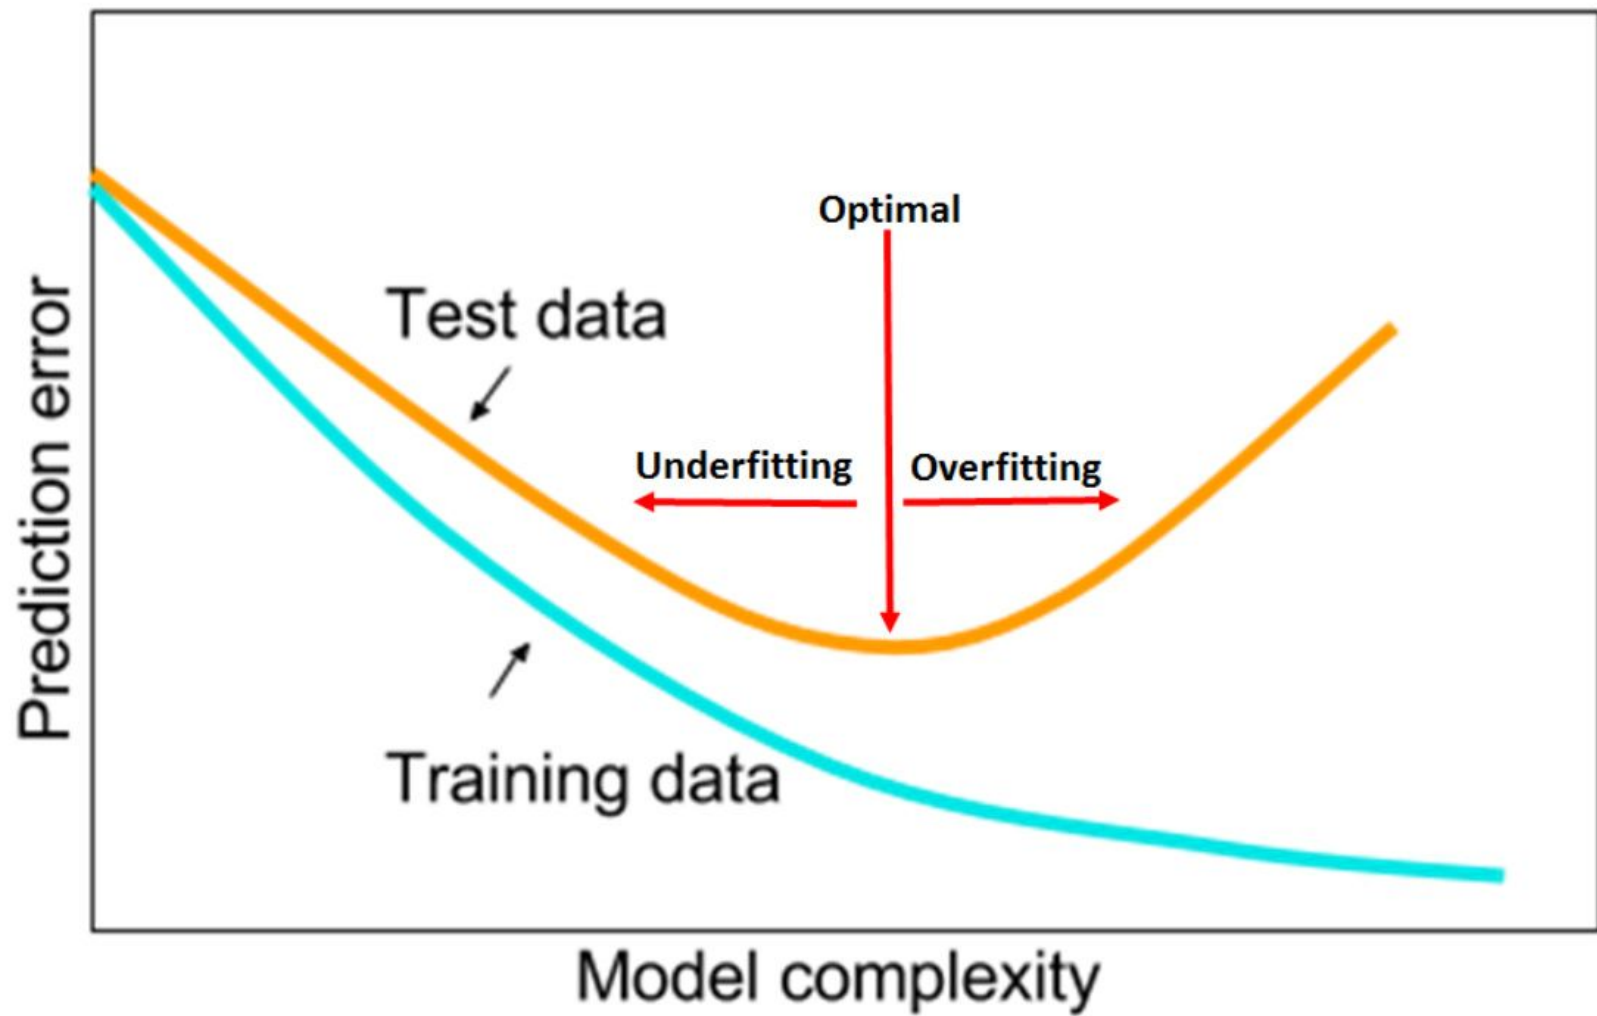 Optimal
Test data
Underfitting
Overfitting
Prediction error
Training data
Model complexity